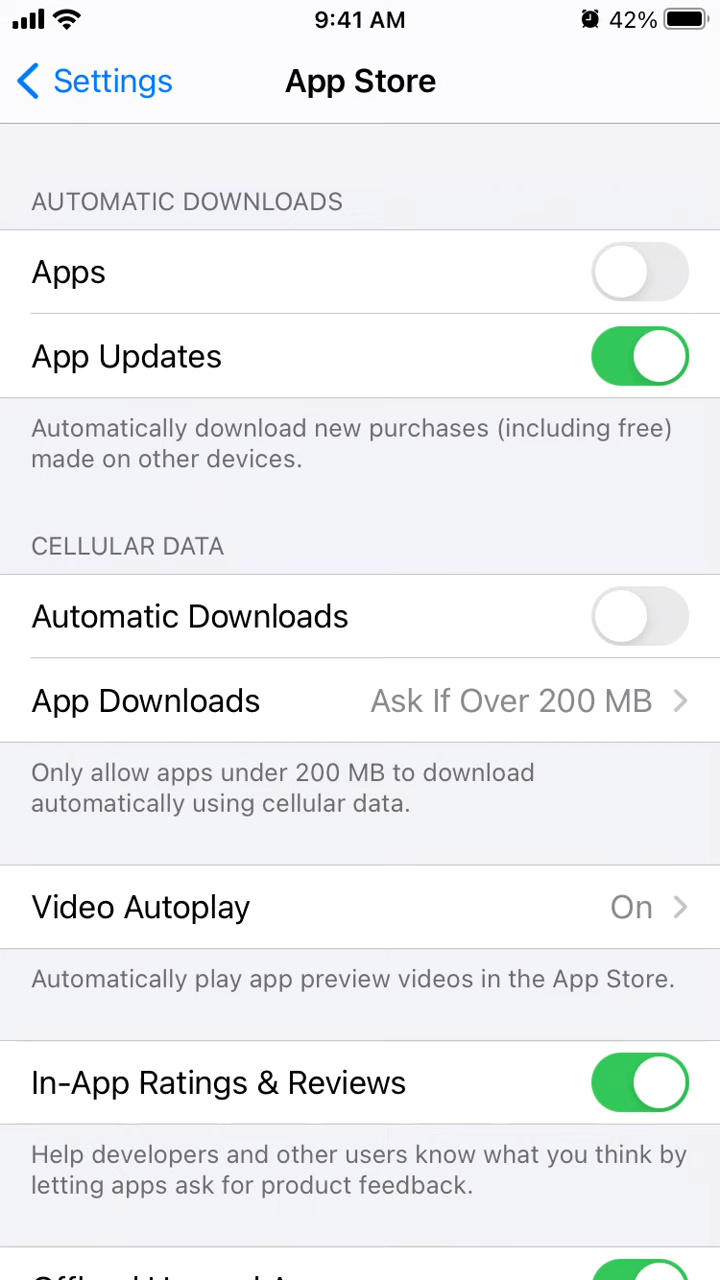 9:41 AM 42%
Settings App Store
AUTOMATIC DOWNLOADS
Apps
App Updates
Automatically download new purchases (including free)
made on other devices.
CELLULAR DATA
Automatic Downloads
App Downloads Ask If Over 200 MB
Only allow apps under 200 MB to download
automatically using cellular data.
Video Autoplay On
Automatically play app preview videos in the App Store.
In-App Ratings & Reviews
Help developers and other users know what you think by
letting apps ask for product feedback.